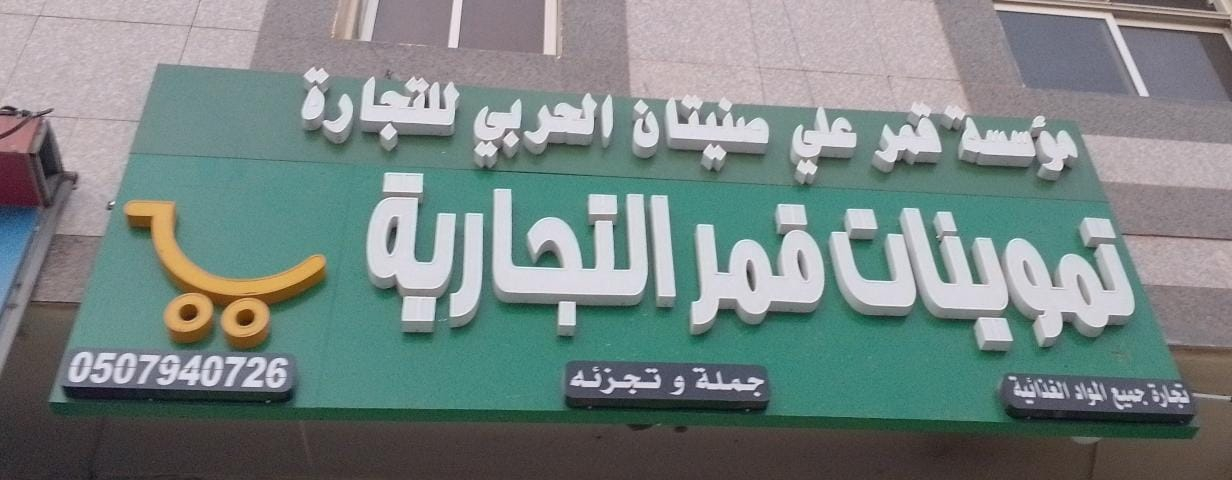 مؤسسة قمر علي صنيتان الحربي للتجارة
تموينات قمر التجارية
تجارة جميع المواد الغذائية
جملة و تجزئه
0507940726